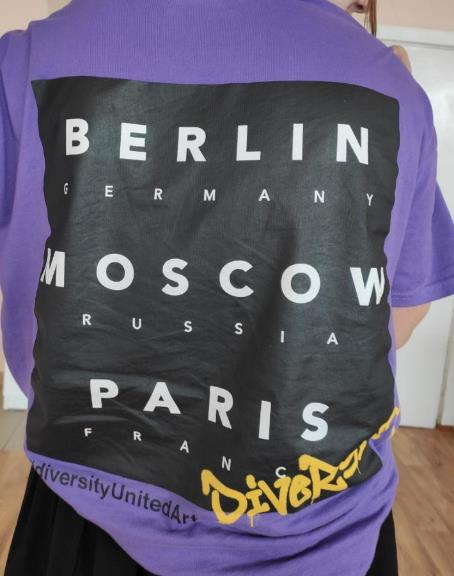 BERLIN
GERMANY
MOSCOW
RUSSIA
PARIS
FRANC
diversityUnitedArt